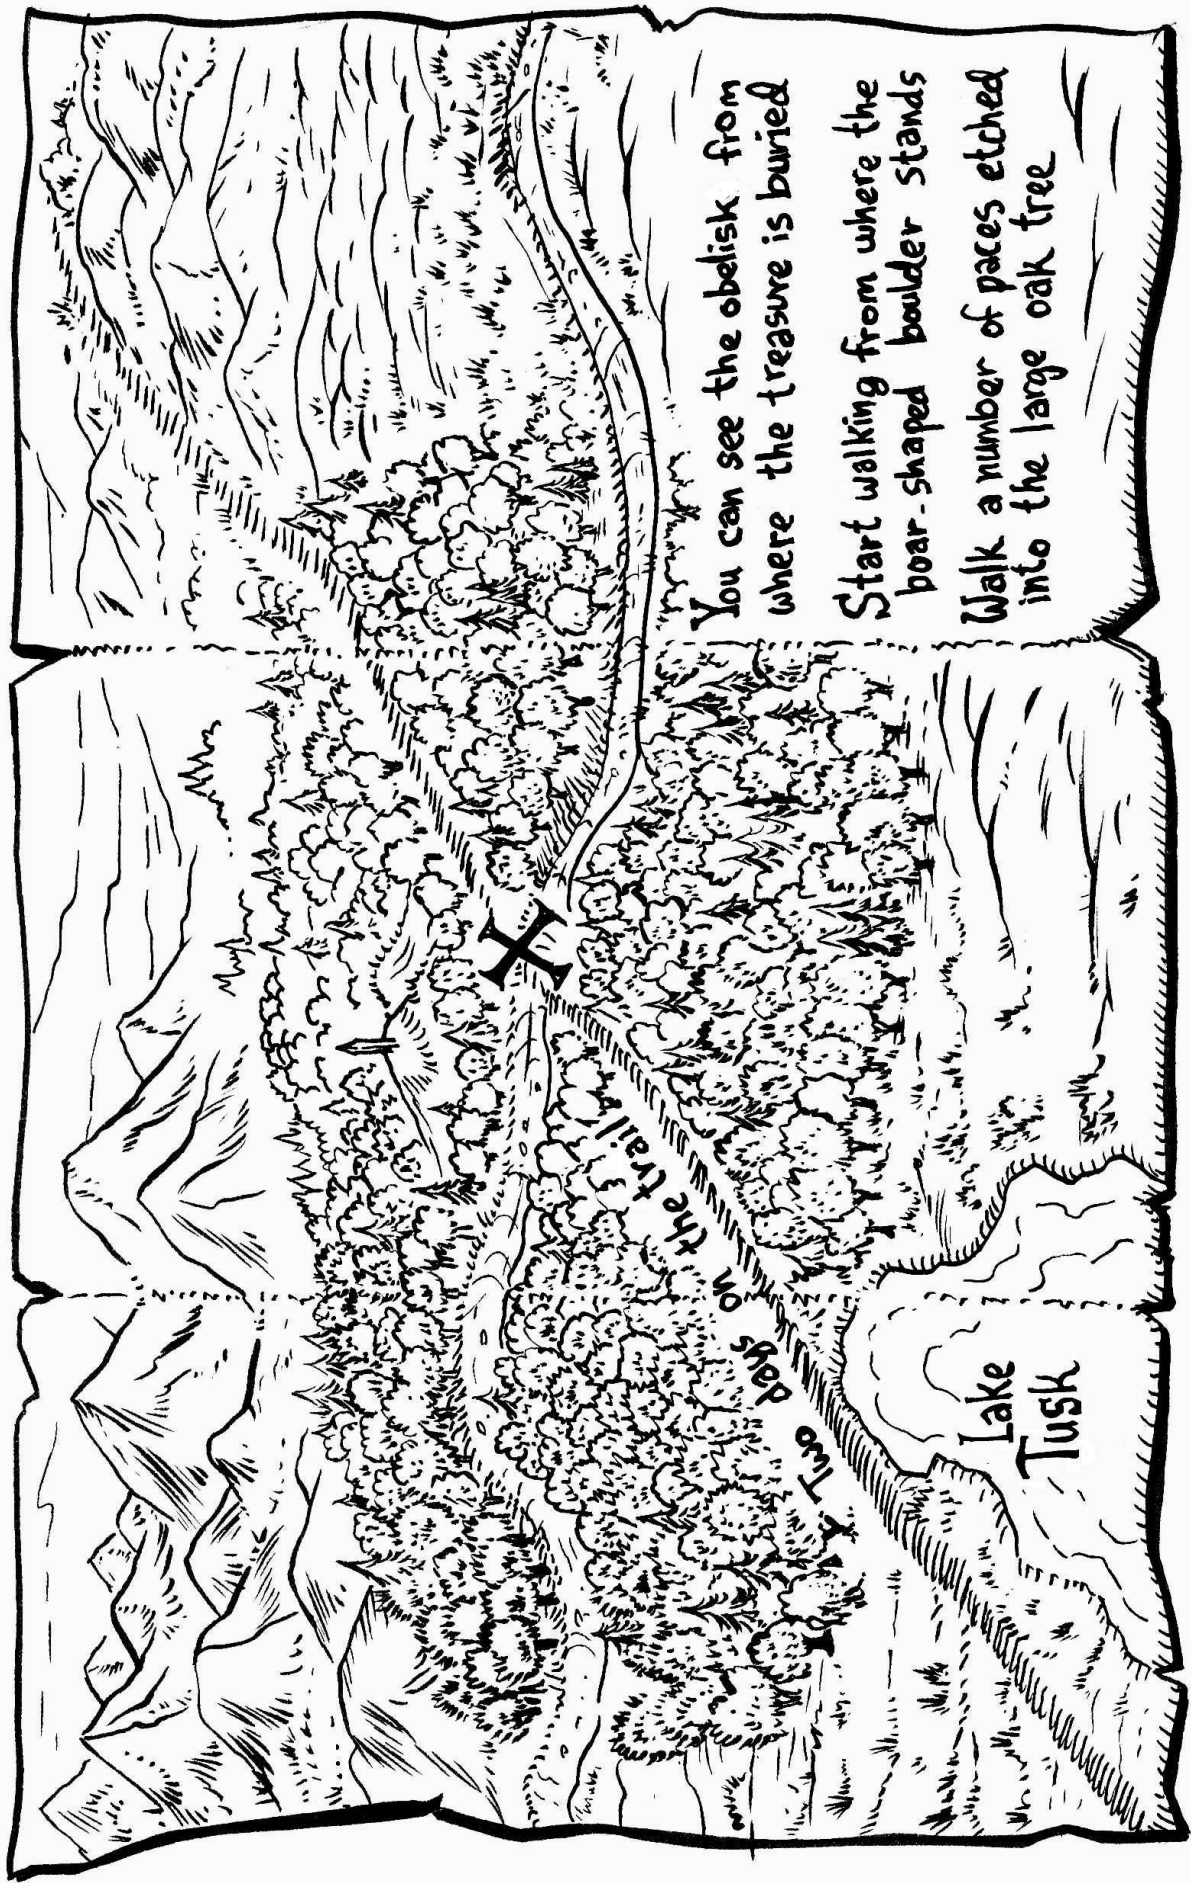 Two days on the trail
Lake
Tusk
You can see the obelisk from
where the treasure is buried
Start walking from where the
boar-shaped boulder stands
Walk a number of paces etched
into the large oak tree